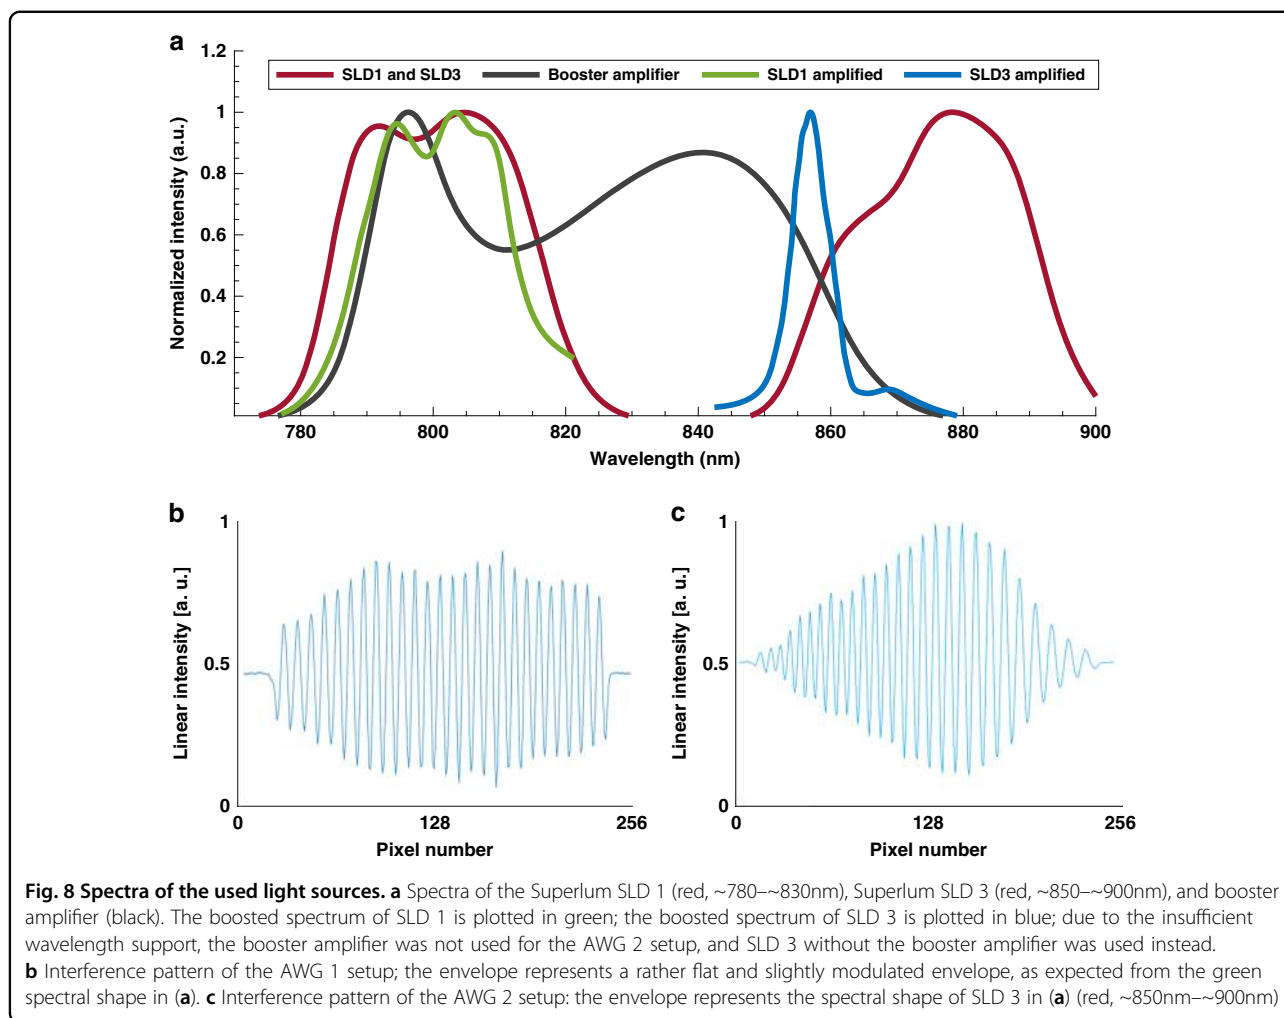 a
1.2
SLD1 and SLD3 Booster amplifier SLD1 amplified SLD3 amplified
1
0.8
0.6
0.4
0.2
Normalized intensity (a.u.)
780 800 820 840 860 880 900
Wavelength (nm)
b
1
0.5
0
Linear intensity [a. u.]
0 128 256
Pixel number
c
1
0.5
0
Linear intensity [a. u.]
0 128 256
Pixel number
Fig. 8 Spectra of the used light sources. a Spectra of the Superlum SLD 1 (red, ~780–~830nm), Superlum SLD 3 (red, ~850–~900nm), and booster
amplifier (black). The boosted spectrum of SLD 1 is plotted in green; the boosted spectrum of SLD 3 is plotted in blue; due to the insufficient
wavelength support, the booster amplifier was not used for the AWG 2 setup, and SLD 3 without the booster amplifier was used instead.
b Interference pattern of the AWG 1 setup; the envelope represents a rather flat and slightly modulated envelope, as expected from the green
spectral shape in (a). c Interference pattern of the AWG 2 setup: the envelope represents the spectral shape of SLD 3 in (a) (red, ~850nm–~900nm)